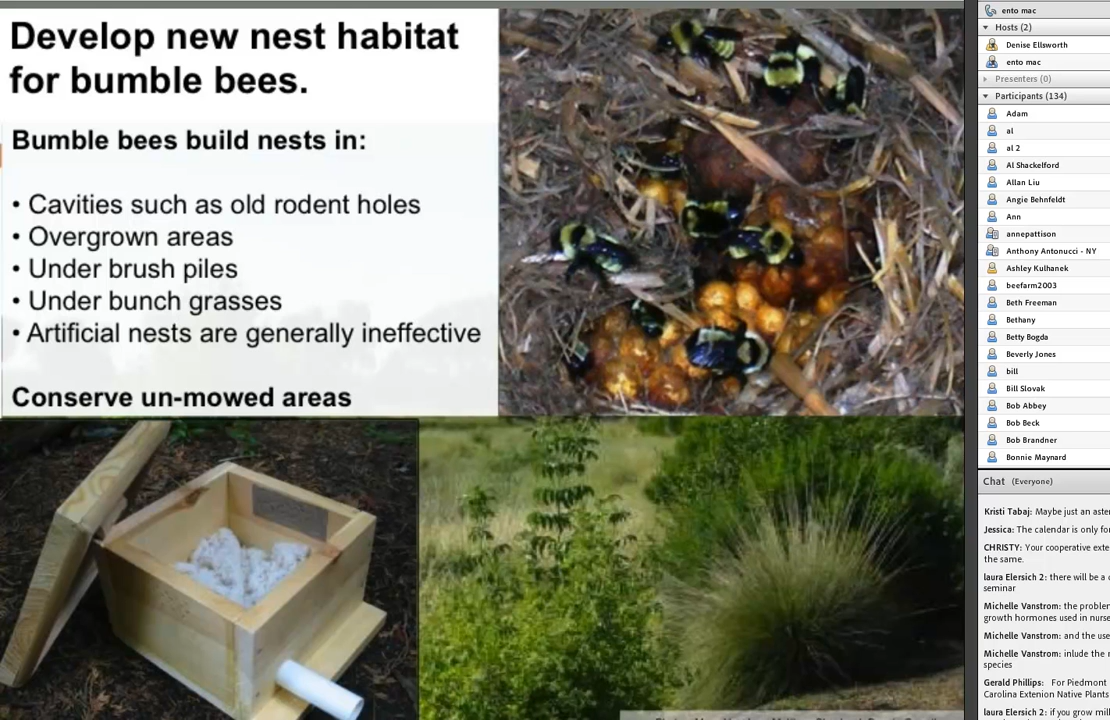 Develop new nest habitat
for bumble bees.
Bumble bees build nests in:
• Cavities such as old rodent holes
• Overgrown areas
• Under brush piles
• Under bunch grasses
• Artificial nests are generally ineffective
Conserve un-mowed areas
ento mac
Hosts (2)
Denise Ellsworth
ento mac
Presenters (0)
Participants (134)
Adam
al
al 2
Al Shackelford
Allan Liu
Angie Behnfeldt
Ann
annepattison
Anthony Antonucci - NY
Ashley Kulhanek
beefarm2003
Beth Freeman
Bethany
Betty Bogda
Beverly Jones
bill
Bill Slovak
Bob Abbey
Bob Beck
Bob Brandner
Bonnie Maynard
Chat (Everyone)
Kristi Tabaj: Maybe just an aste
Jessica: The calendar is only fo
CHRISTY: Your cooperative exte
the same.
laura Elersich 2: there will be a
seminar
Michelle Vanstrom: the problem
growth hormones used in nurse
Michelle Vanstrom: and the use
Michelle Vanstrom: inlude the
species
Gerald Phillips: For Piedmont
Carolina Extenion Native Plants
laura Elersich 2: if you grow mil